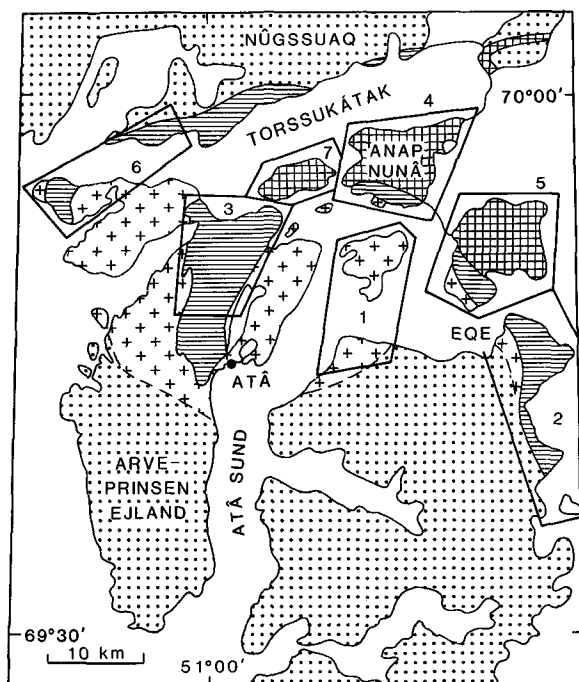 NÛGSSUAQ
70°00′
TORSSUKÁTAK
4
ANAP-
NUNÂ
7
6
5
3
1
EQE
ATÂ
2
ARVE-
PRINSEN
EJLAND
ATÂ SUND
69°30′
10 km
51°00′